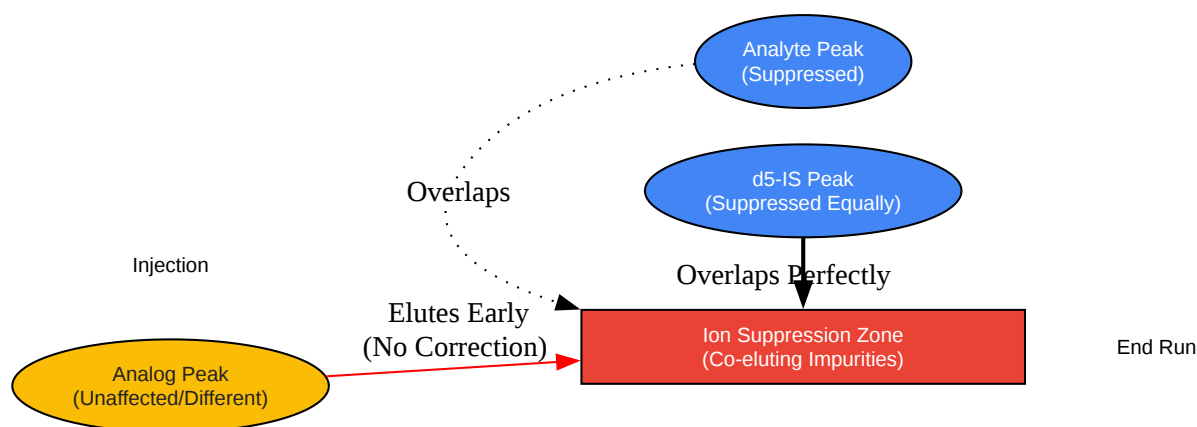 Analyte Peak
(Suppressed)
d5-IS Peak
(Suppressed Equally)
Overlaps
Injection
Overlaps Perfectly
Elutes Early
(No Correction)
Ion Suppression Zone
(Co-eluting Impurities)
End Run
Analog Peak
(Unaffected/Different)